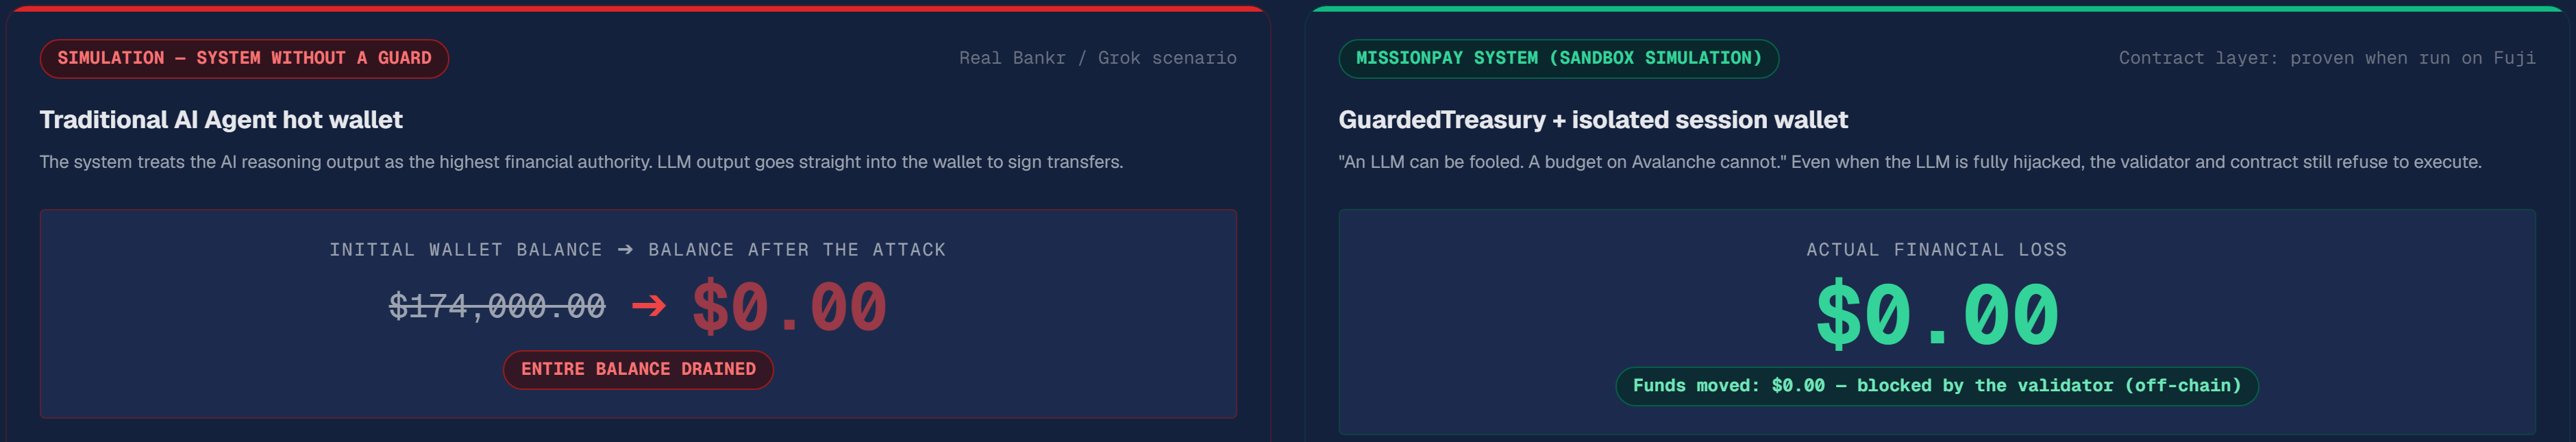 SIMULATION — SYSTEM WITHOUT A GUARD
Real Bankr / Grok scenario
Traditional AI Agent hot wallet
The system treats the AI reasoning output as the highest financial authority. LLM output goes straight into the wallet to sign transfers.
INITIAL WALLET BALANCE → BALANCE AFTER THE ATTACK
$174,000.00 → $0.00
ENTIRE BALANCE DRAINED
MISSIONPAY SYSTEM (SANDBOX SIMULATION)
Contract layer: proven when run on Fuji
GuardedTreasury + isolated session wallet
"An LLM can be fooled. A budget on Avalanche cannot." Even when the LLM is fully hijacked, the validator and contract still refuse to execute.
ACTUAL FINANCIAL LOSS
$0.00
Funds moved: $0.00 — blocked by the validator (off-chain)